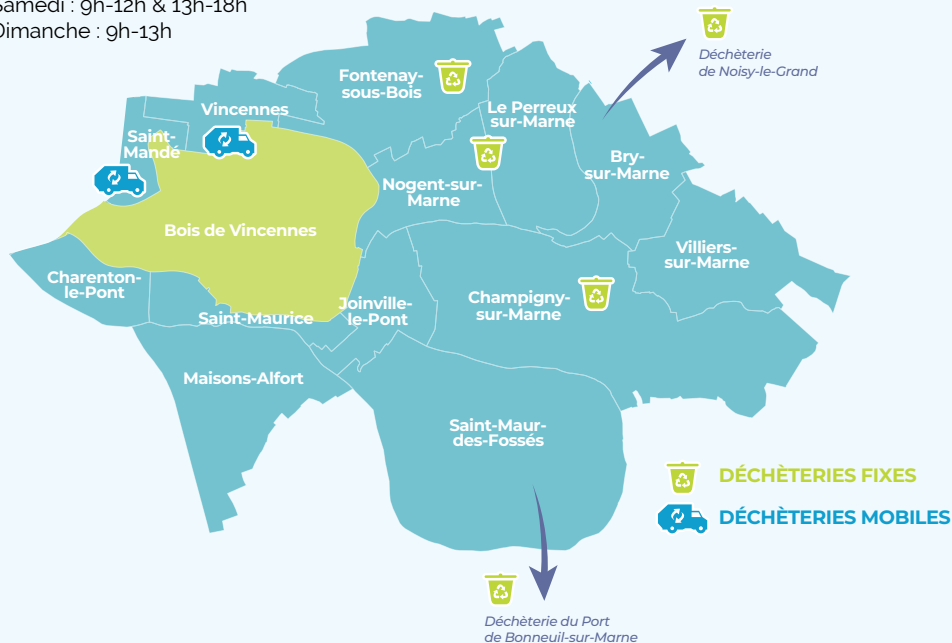 Samedi : 9h-12h & 13h-18h
Dimanche : 9h-13h
Déchèterie
de Noisy-le-Grand
Fontenay-
sous-Bois
Vincennes
Le Perreux
sur-Marne
Saint-
Mandé
Bry-
sur-Marne
Nogent-sur-
Marne
Bois de Vincennes
Villiers-
sur-Marne
Charenton-
le-Pont
Saint-Maurice
Joinville-
le-Pont
Champigny-
sur-Marne
Maisons-Alfort
Saint-Maur-
des-Fossés
DÉCHÈTERIES FIXES
DÉCHÈTERIES MOBILES
Déchèterie du Port
de Bonneuil-sur-Marne